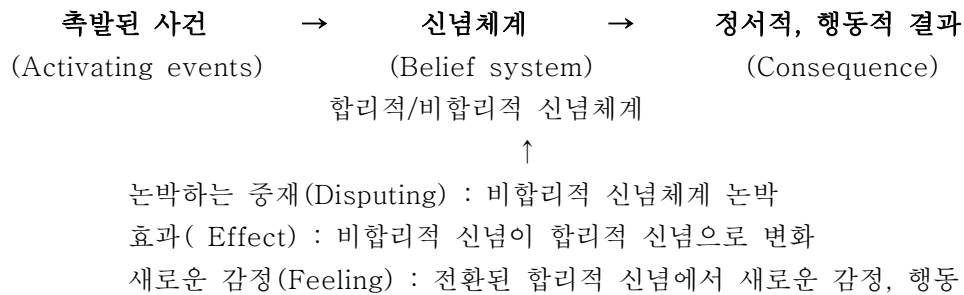 촉발된 사건 → 신념체계 → 정서적, 행동적 결과
(Activating events) (Belief system) (Consequence)
합리적/비합리적 신념체계
↑
논박하는 중재(Disputing) : 비합리적 신념체계 논박
효과( Effect) : 비합리적 신념이 합리적 신념으로 변화
새로운 감정(Feeling) : 전환된 합리적 신념에서 새로운 감정, 행동